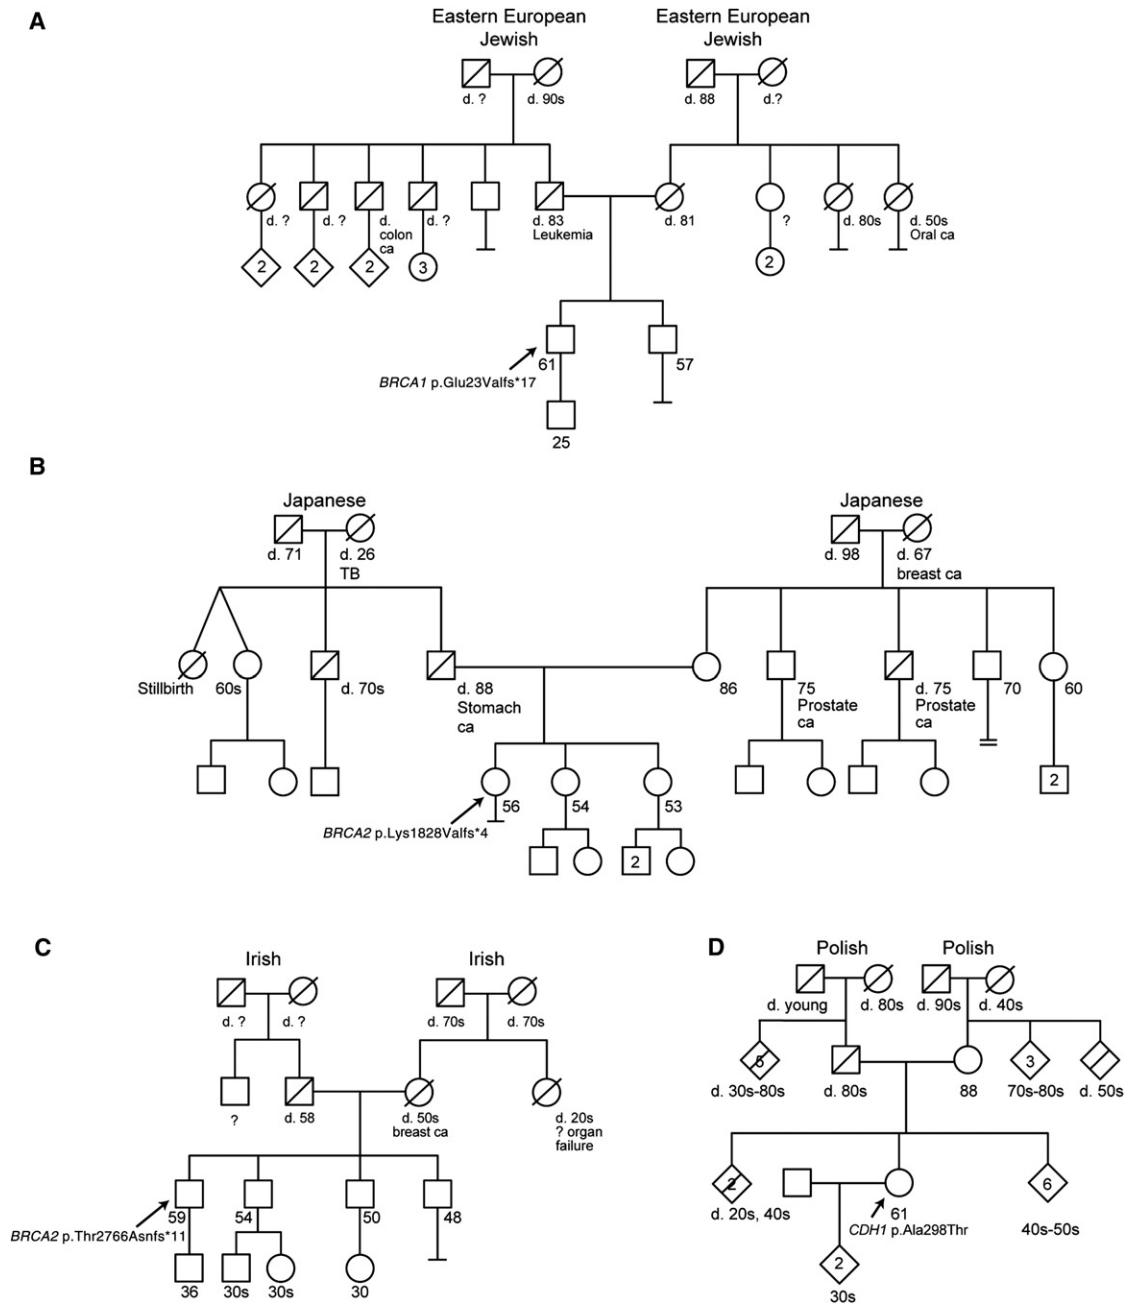 A
Eastern European
Jewish
Eastern European
Jewish
d. ?
d. 90s
d. 88
d.?
d. ?
d. ?
d.
colon
ca
d. ?
d. 83
Leukemia
d. 81
?
d. 80s
d. 50s
Oral ca
2
2
2
3
2
61
57
BRCA1 p.Glu23Valfs*17
25
B
Japanese
Japanese
d. 71
d. 26
TB
d. 98
d. 67
breast ca
Stillbirth
60s
d. 70s
d. 88
Stomach
ca
86
75
Prostate
ca
d. 75
Prostate
ca
70
60
2
56
54
53
BRCA2 p.Lys1828Valfs*4
2
C
Irish
Irish
d. ?
d. ?
d. 70s
d. 70s
?
d. 58
d. 50s
breast ca
d. 20s
? organ
failure
59
54
50
48
BRCA2 p.Thr2766Asnfs*11
36
30s
30s
30
D
Polish
Polish
d. young
d. 80s
d. 90s
d. 40s
3
d. 30s-80s
d. 80s
88
70s-80s
d. 50s
2
6
d. 20s, 40s
61
CDH1 p.Ala298Thr
40s-50s
2
30s